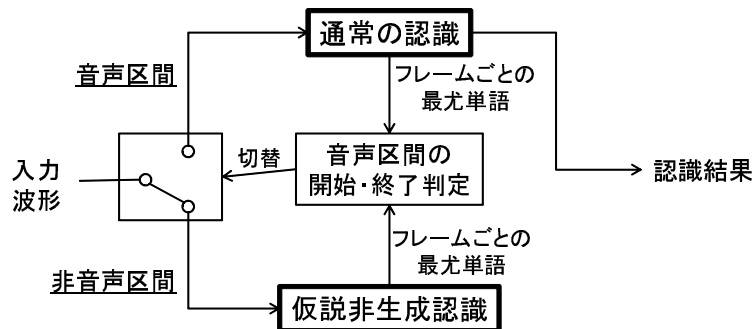 通常の認識
音声区間
フレームごとの
最尤単語
入力
波形
切替
音声区間の
開始・終了判定
認識結果
フレームごとの
最尤単語
非音声区間
仮説非生成認識